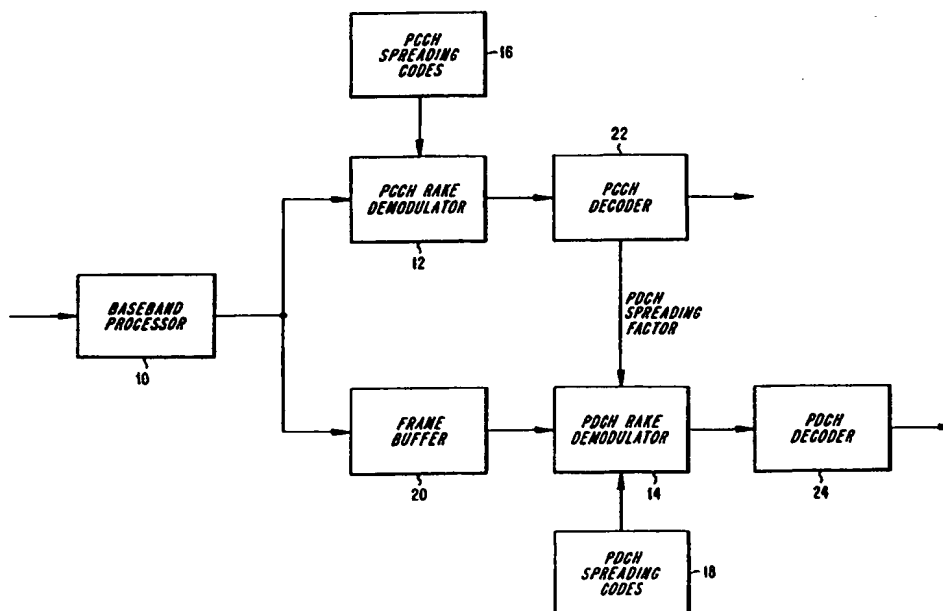 PCCH
SPREADING
CODES
16
PCCH RAKE
DEMODULATOR
12
22
PCCH
DECODER
BASEBAND
PROCESSOR
10
PDCH
SPREADING
FACTOR
FRAME
BUFFER
20
PDCH RAKE
DEMODULATOR
14
PDCH
DECODER
24
PDCH
SPREADING
CODES
18